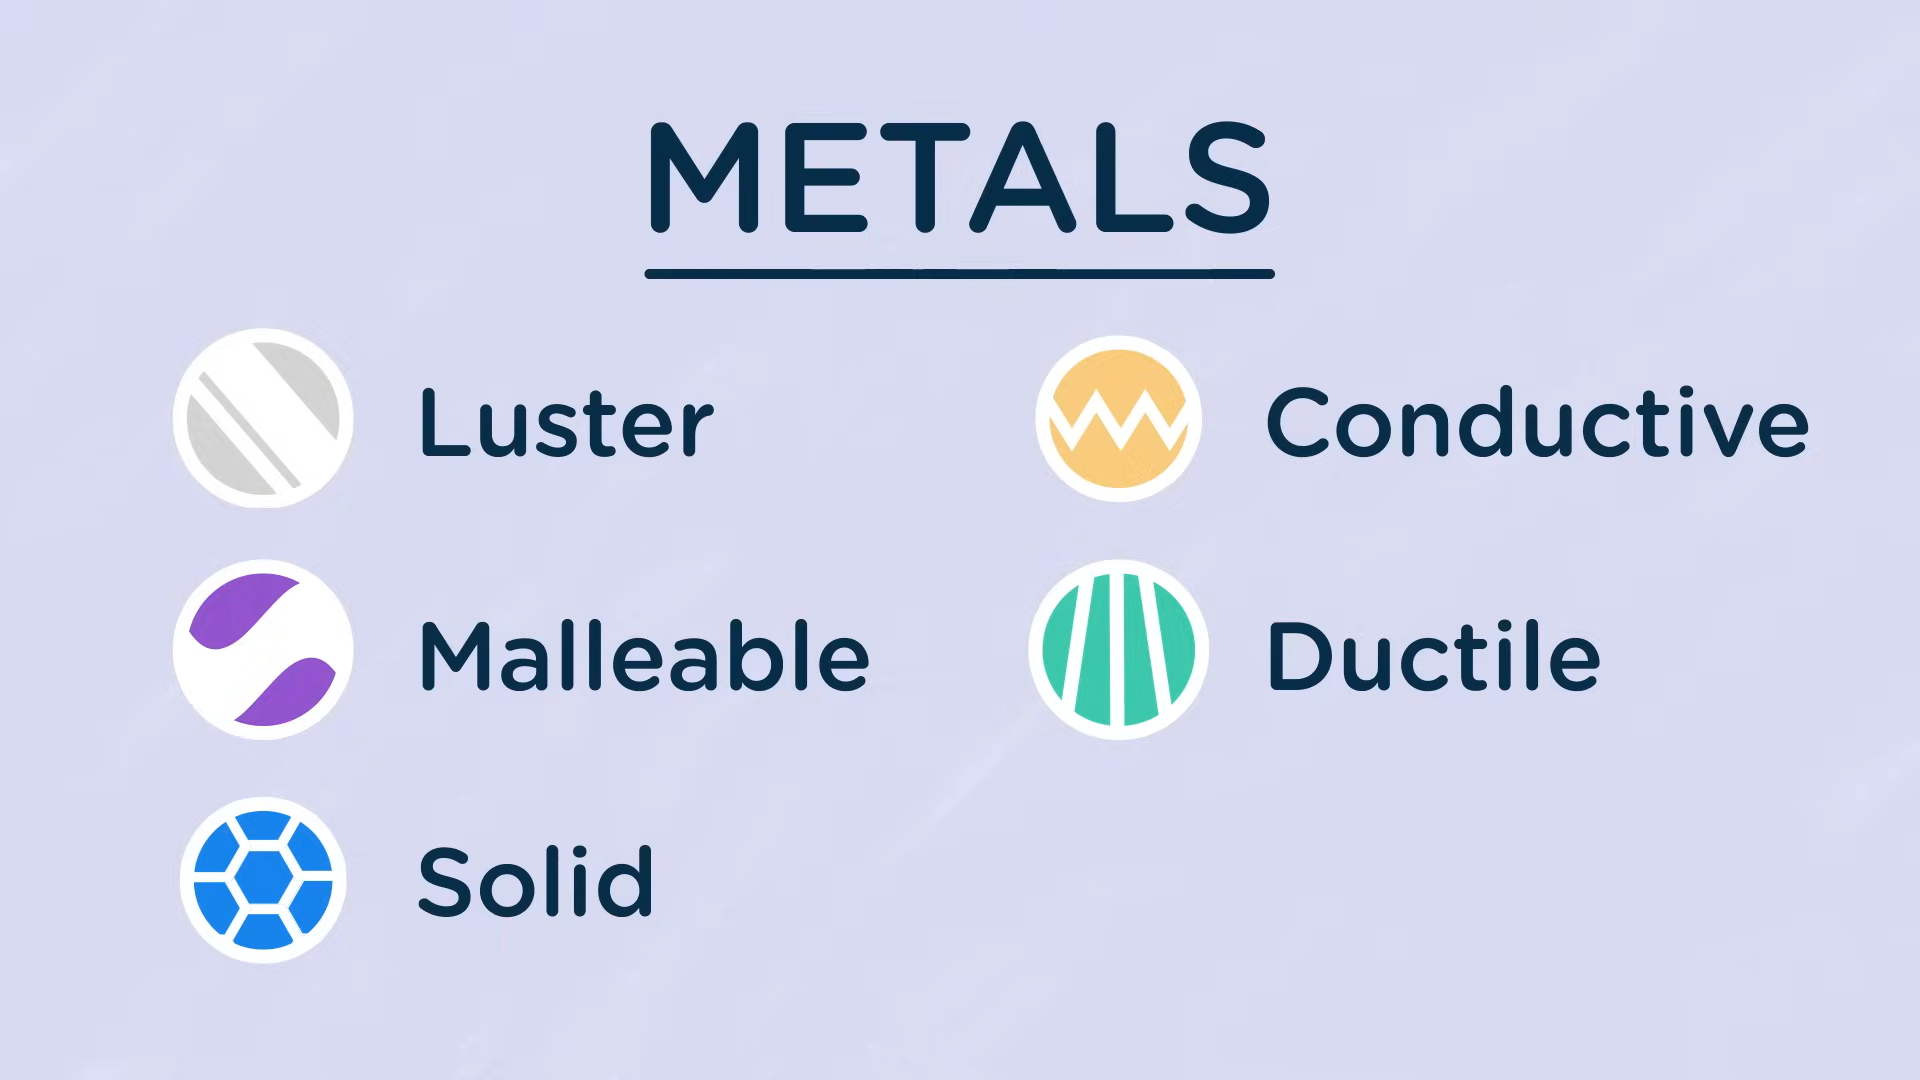 METALS
Luster
Conductive
Malleable
Ductile
Solid